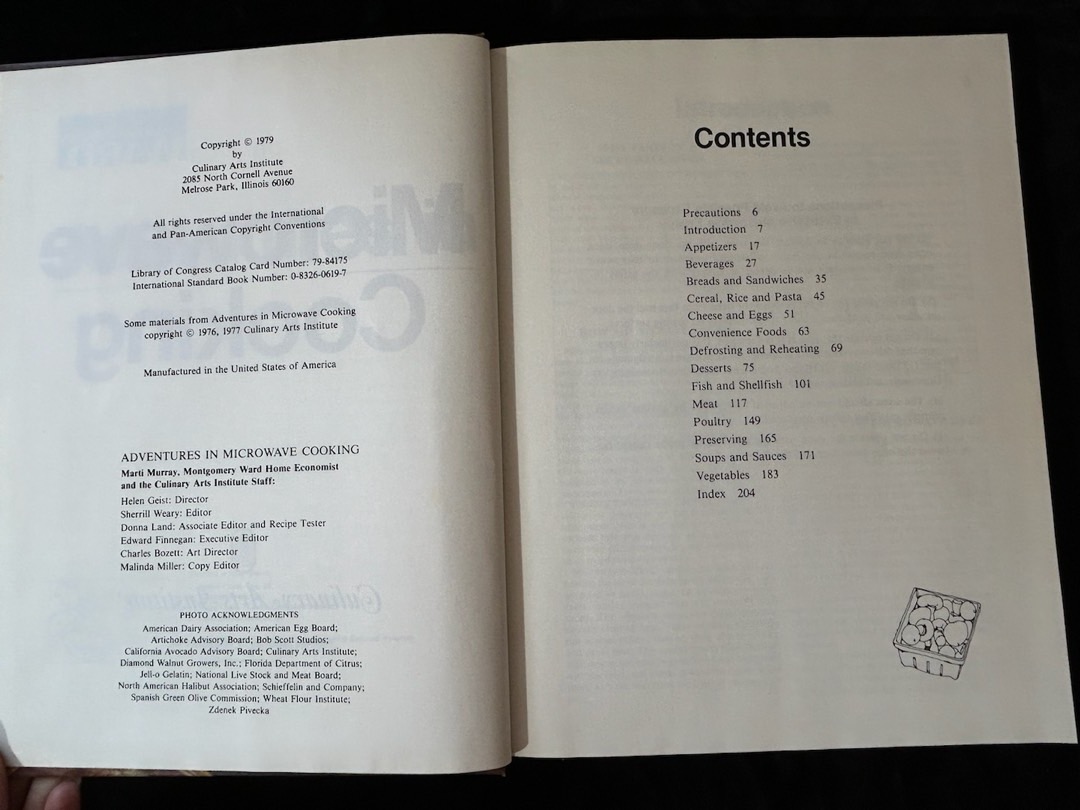 Copyright © 1979
by
Culinary Arts Institute
2085 North Cornell Avenue
Melrose Park, Illinois 60160
All rights reserved under the International
and Pan-American Copyright Conventions
Library of Congress Catalog Card Number: 79-84175
International Standard Book Number: 0-8326-0619-7
Some materials from Adventures in Microwave Cooking
copyright © 1976, 1977 Culinary Arts Institute
Manufactured in the United States of America
ADVENTURES IN MICROWAVE COOKING
Marti Murray, Montgomery Ward Home Economist
and the Culinary Arts Institute Staff:
Helen Geist: Director
Sherrill Weary: Editor
Donna Land: Associate Editor and Recipe Tester
Edward Finnegan: Executive Editor
Charles Bozett: Art Director
Malinda Miller: Copy Editor
PHOTO ACKNOWLEDGMENTS
American Dairy Association; American Egg Board;
Artichoke Advisory Board; Bob Scott Studios;
California Avocado Advisory Board; Culinary Arts Institute;
Diamond Walnut Growers, Inc.; Florida Department of Citrus;
Jell-o Gelatin; National Live Stock and Meat Board;
North American Halibut Association; Schieffelin and Company;
Spanish Green Olive Commission; Wheat Flour Institute;
Zdenek Pivecka
Contents
Precautions 6
Introduction 7
Appetizers 17
Beverages 27
Breads and Sandwiches 35
Cereal, Rice and Pasta 45
Cheese and Eggs 51
Convenience Foods 63
Defrosting and Reheating 69
Desserts 75
Fish and Shellfish 101
Meat 117
Poultry 149
Preserving 165
Soups and Sauces 171
Vegetables 183
Index 204